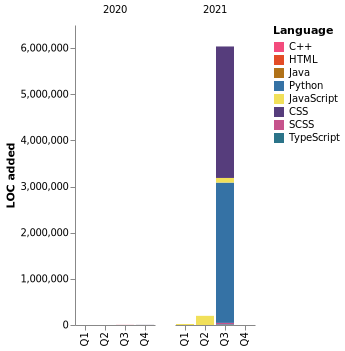 2020
2021
LOC added
6,000,000
5,000,000
4,000,000
3,000,000
2,000,000
1,000,000
0
Q1
Q2
Q3
Q4
Q1
Q2
Q3
Q4
Language
C++
HTML
Java
Python
JavaScript
CSS
SCSS
TypeScript